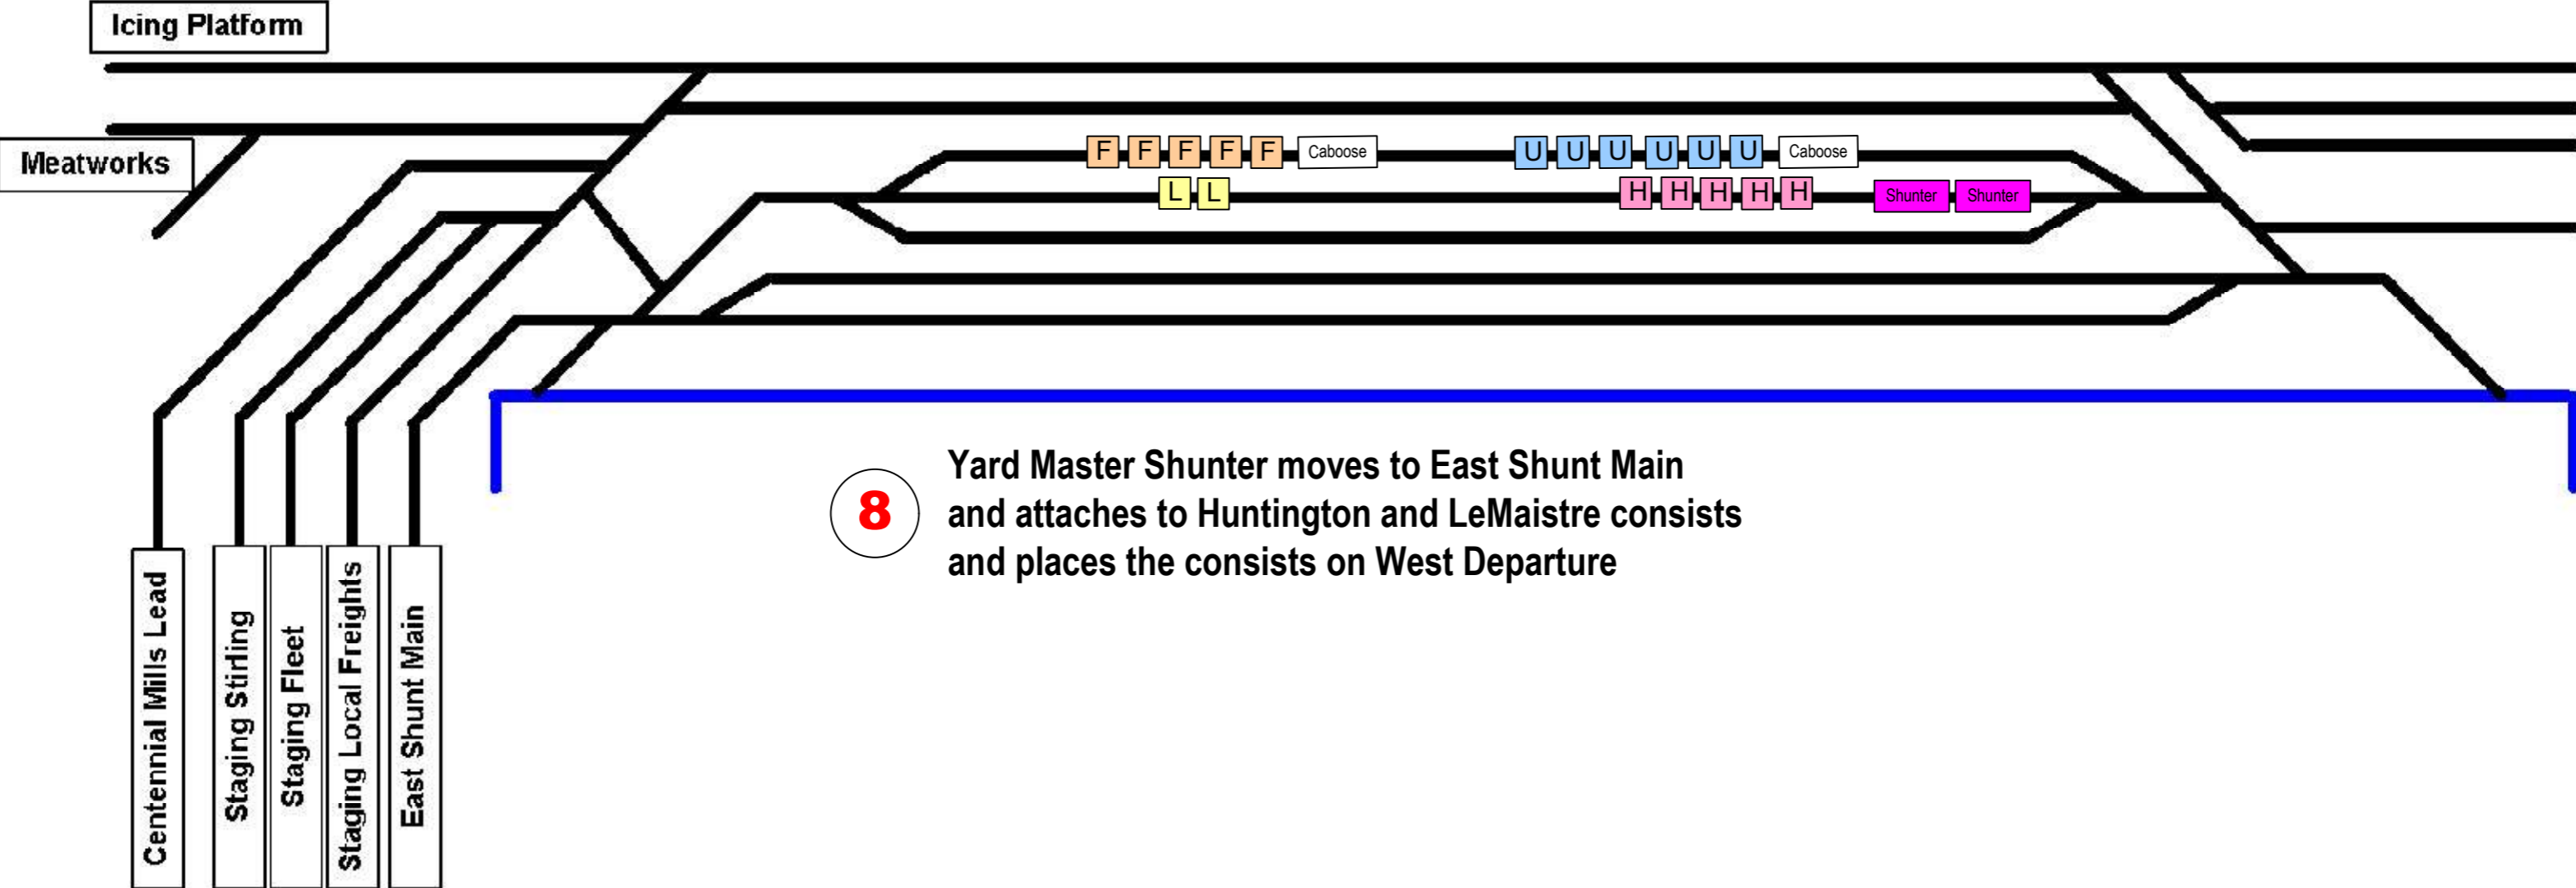 Icing Platform
Meatworks
F F F F F Caboose U U U U U U Caboose
L L H H H H H Shunter Shunter
8
Yard Master Shunter moves to East Shunt Main
and attaches to Huntington and LeMaistre consists
and places the consists on West Departure
Centennial Mills Lead
Staging Stirling
Staging Fleet
Staging Local Freights
East Shunt Main